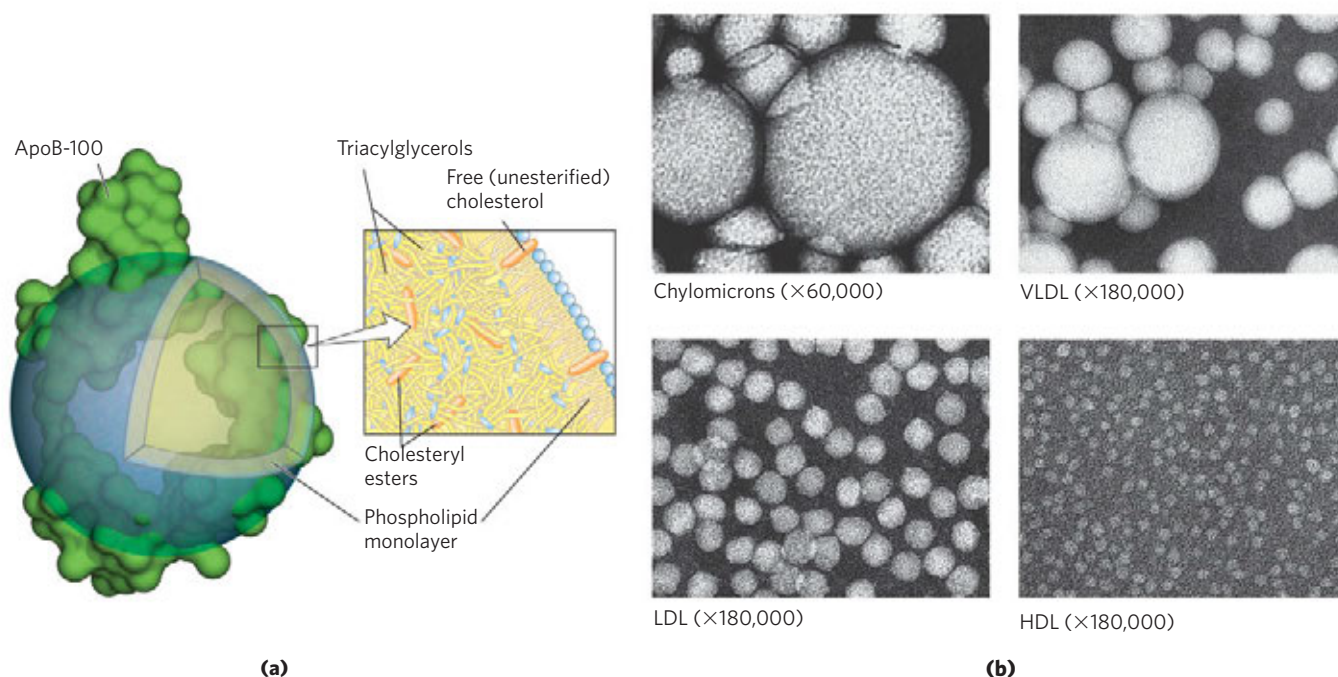 ApoB-100
Triacylglycerols
Free (unesterified)
cholesterol
Cholesteryl
esters
Phospholipid
monolayer
(a)
Chylomicrons (×60,000)
VLDL (×180,000)
LDL (×180,000)
HDL (×180,000)
(b)